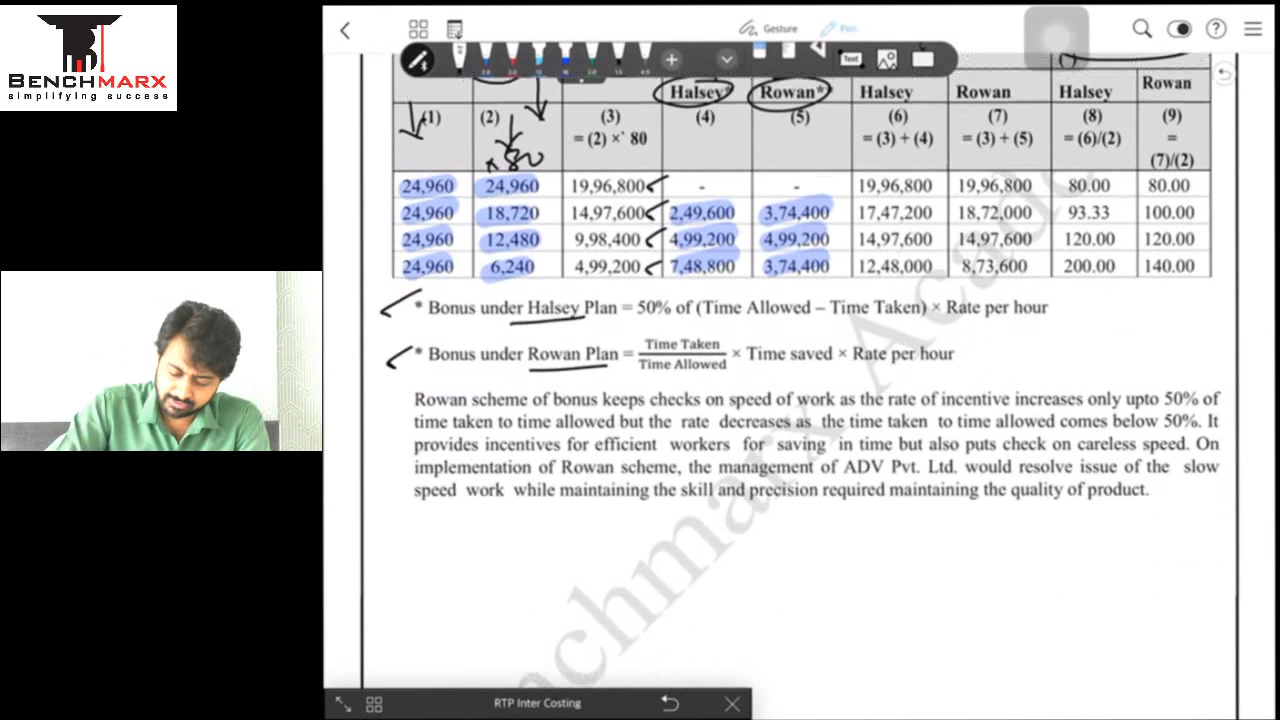 BENCHMARX
simplifying success
Gesture
Pen
Text
Halsey* Rowan* Halsey Rowan Halsey Rowan
(1) (2) (3) (4) (5) (6) (7) (8) (9)
= (2) ×` 80 = (3) + (4) = (3) + (5) = (6)/(2) =
× 80 (7)/(2)
24,960 24,960 19,96,800 - - 19,96,800 19,96,800 80.00 80.00
24,960 18,720 14,97,600 2,49,600 3,74,400 17,47,200 18,72,000 93.33 100.00
24,960 12,480 9,98,400 4,99,200 4,99,200 14,97,600 14,97,600 120.00 120.00
24,960 6,240 4,99,200 7,48,800 3,74,400 12,48,000 8,73,600 200.00 140.00
* Bonus under Halsey Plan = 50% of (Time Allowed – Time Taken) × Rate per hour
* Bonus under Rowan Plan = Time Taken / Time Allowed × Time saved × Rate per hour
Rowan scheme of bonus keeps checks on speed of work as the rate of incentive increases only upto 50% of
time taken to time allowed but the rate decreases as the time taken to time allowed comes below 50%. It
provides incentives for efficient workers for saving in time but also puts check on careless speed. On
implementation of Rowan scheme, the management of ADV Pvt. Ltd. would resolve issue of the slow
speed work while maintaining the skill and precision required maintaining the quality of product.
RTP Inter Costing